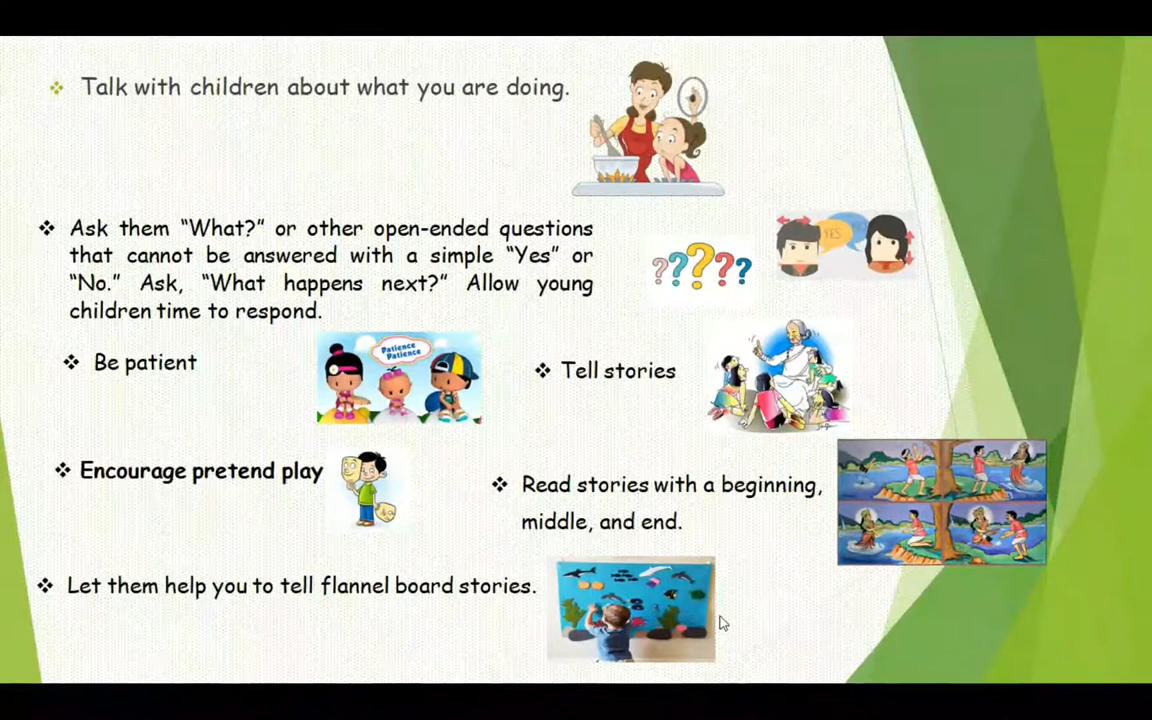 ❖ Talk with children about what you are doing.
❖ Ask them “What?” or other open-ended questions
that cannot be answered with a simple “Yes” or
“No.” Ask, “What happens next?” Allow young
children time to respond.
? ? ? ? ?
YES NO
❖ Be patient
Patience
Patience
❖ Tell stories
❖ Encourage pretend play
❖ Read stories with a beginning,
middle, and end.
❖ Let them help you to tell flannel board stories.